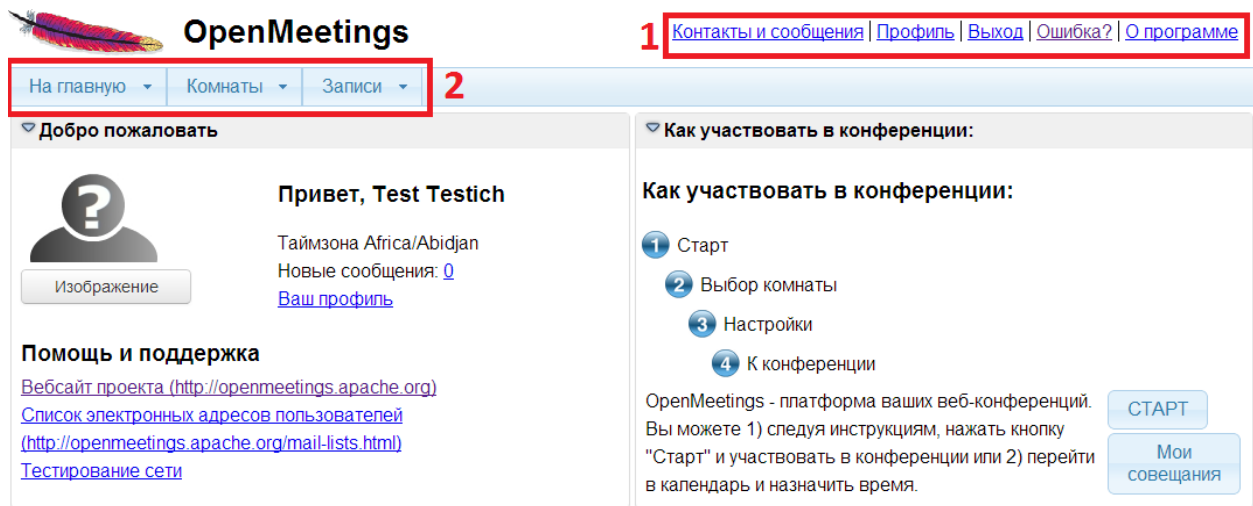 OpenMeetings
1 Контакты и сообщения | Профиль | Выход | Ошибка? | О программе
На главную Комнаты Записи 2
Добро пожаловать
?
Привет, Test Testich
Таймзона Africa/Abidjan
Новые сообщения: 0
Ваш профиль
Изображение
Помощь и поддержка
Вебсайт проекта (http://openmeetings.apache.org)
Список электронных адресов пользователей
(http://openmeetings.apache.org/mail-lists.html)
Тестирование сети
Как участвовать в конференции:
Как участвовать в конференции:
1 Старт
2 Выбор комнаты
3 Настройки
4 К конференции
OpenMeetings - платформа ваших веб-конференций.
Вы можете 1) следуя инструкциям, нажать кнопку
"Старт" и участвовать в конференции или 2) перейти
в календарь и назначить время.
СТАРТ
Мои
совещания